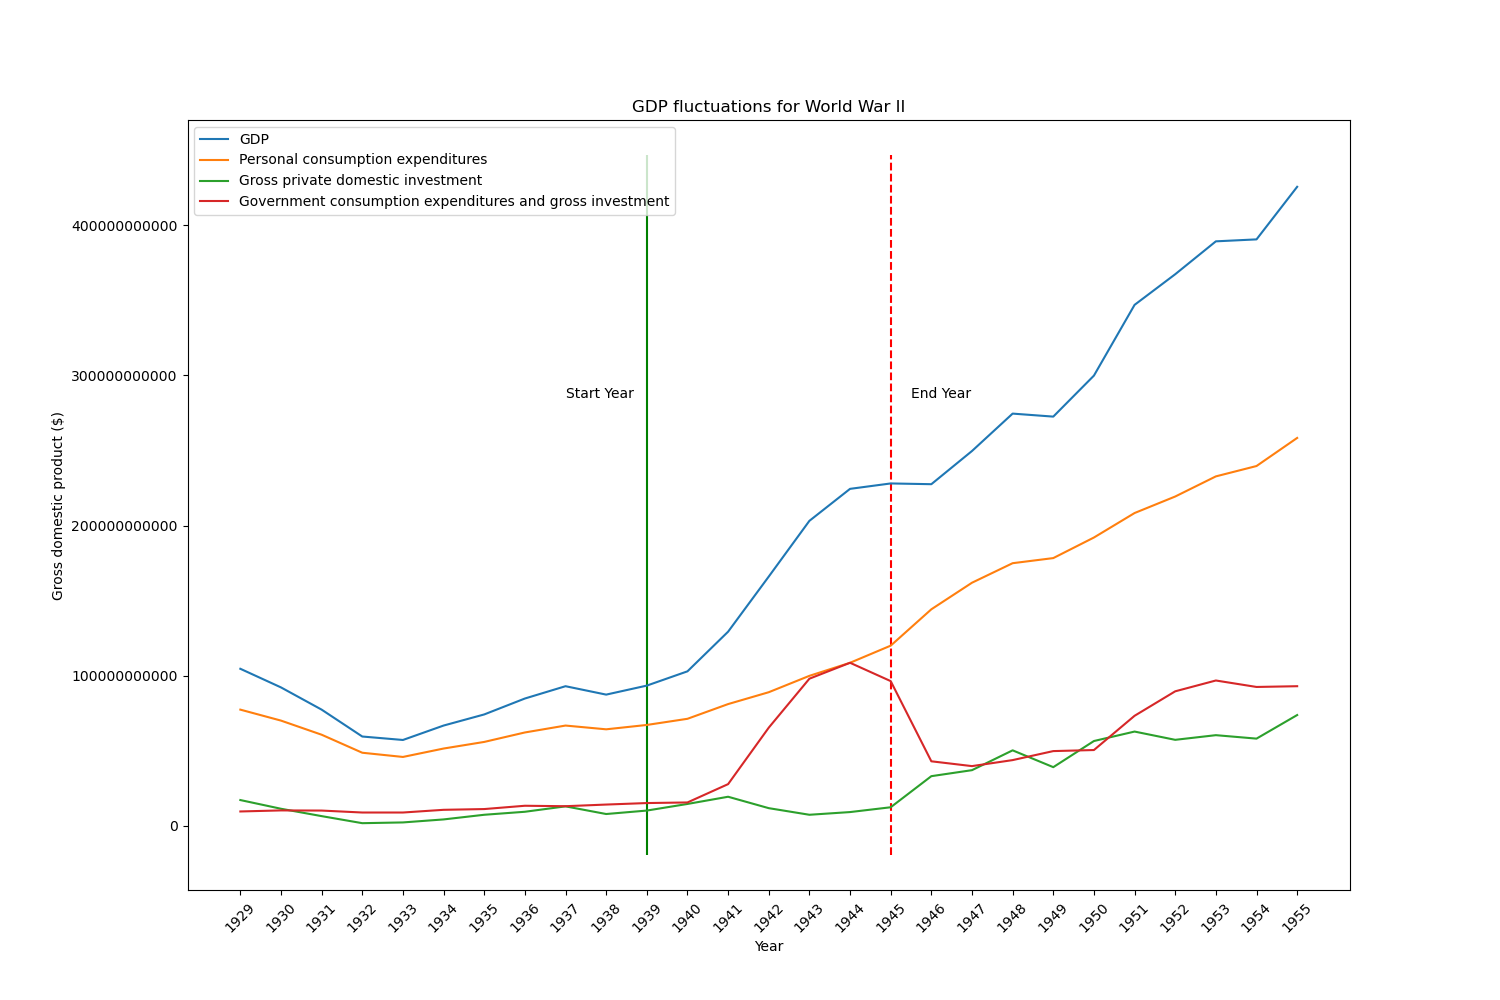 GDP fluctuations for World War II
GDP
Personal consumption expenditures
Gross private domestic investment
Government consumption expenditures and gross investment
400000000000
300000000000
200000000000
100000000000
0
Gross domestic product ($)
Start Year
End Year
1929 1930 1931 1932 1933 1934 1935 1936 1937 1938 1939 1940 1941 1942 1943 1944 1945 1946 1947 1948 1949 1950 1951 1952 1953 1954 1955
Year